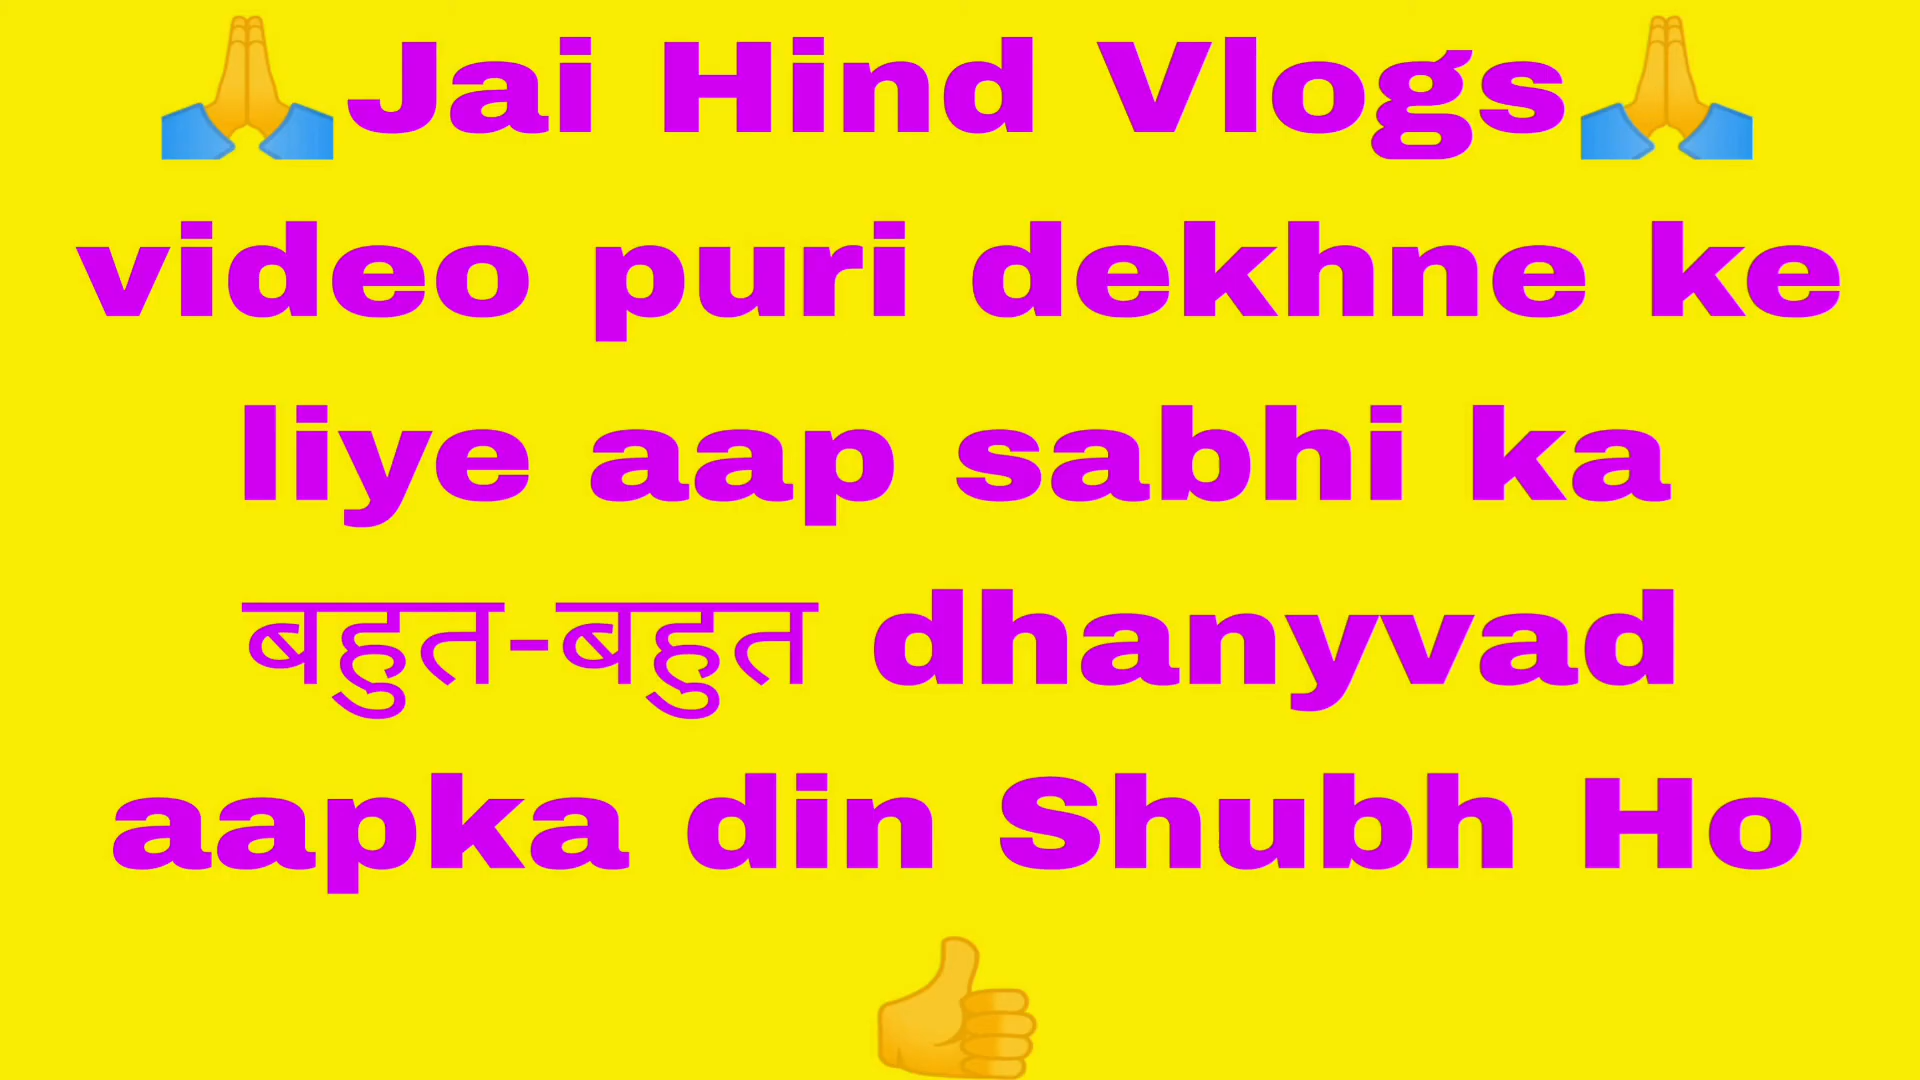 🙏Jai Hind Vlogs🙏
video puri dekhne ke
liye aap sabhi ka
बहुत-बहुत dhanyvad
aapka din Shubh Ho
👍